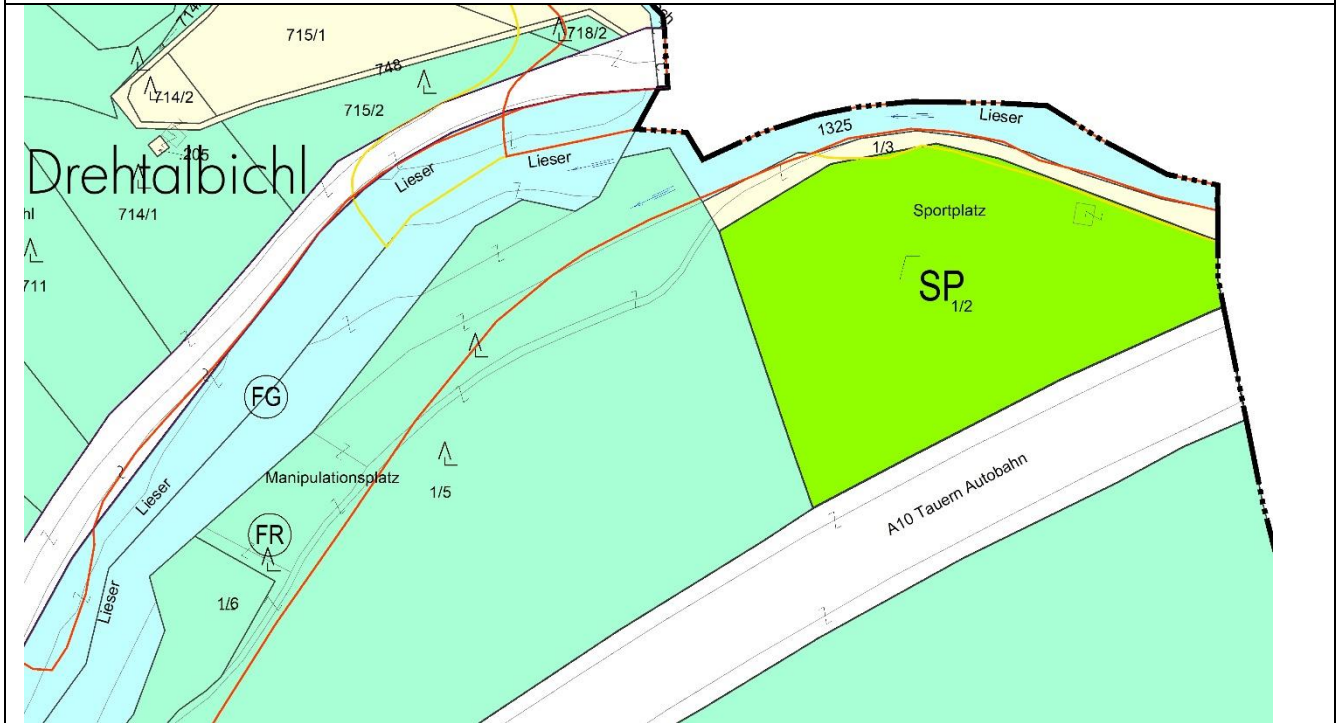 715/1
718/2
748
714/2
715/2
.205
Drehtalbichl
714/1
711
Lieser
Lieser
1325
Lieser
1/3
Sportplatz
SP
1/2
FG
Manipulationsplatz
1/5
A10 Tauern Autobahn
Lieser
FR
1/6
Lieser